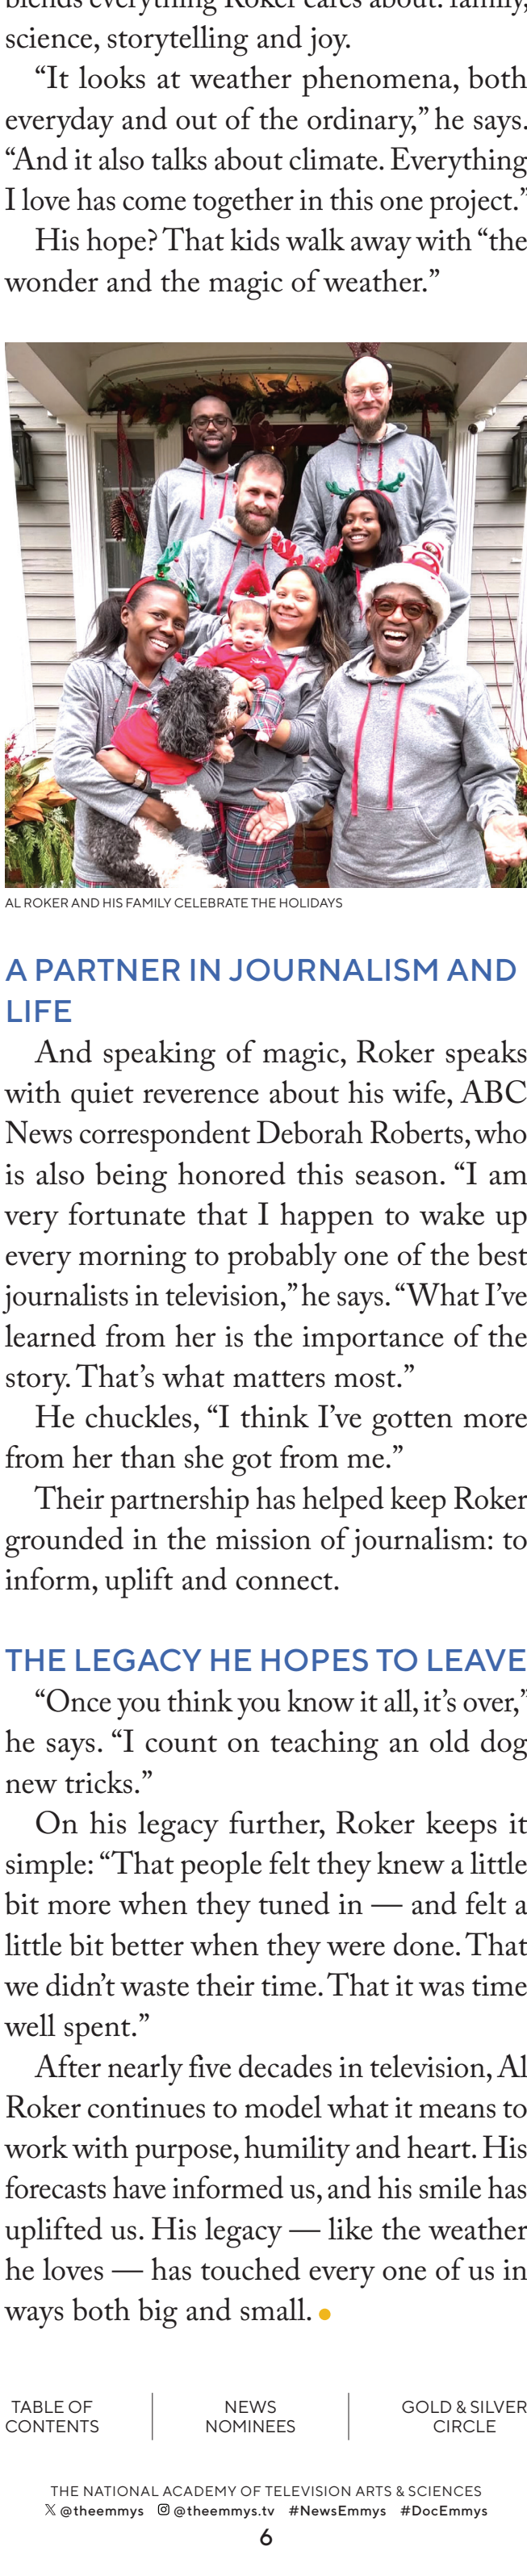 blends everything Roker cares about: family,
science, storytelling and joy.
“It looks at weather phenomena, both
everyday and out of the ordinary,” he says.
“And it also talks about climate. Everything
I love has come together in this one project.”
His hope? That kids walk away with “the
wonder and the magic of weather.”
AL ROKER AND HIS FAMILY CELEBRATE THE HOLIDAYS
A PARTNER IN JOURNALISM AND
LIFE
And speaking of magic, Roker speaks
with quiet reverence about his wife, ABC
News correspondent Deborah Roberts, who
is also being honored this season. “I am
very fortunate that I happen to wake up
every morning to probably one of the best
journalists in television,” he says. “What I’ve
learned from her is the importance of the
story. That’s what matters most.”
He chuckles, “I think I’ve gotten more
from her than she got from me.”
Their partnership has helped keep Roker
grounded in the mission of journalism: to
inform, uplift and connect.
THE LEGACY HE HOPES TO LEAVE
“Once you think you know it all, it’s over,”
he says. “I count on teaching an old dog
new tricks.”
On his legacy further, Roker keeps it
simple: “That people felt they knew a little
bit more when they tuned in — and felt a
little bit better when they were done. That
we didn’t waste their time. That it was time
well spent.”
After nearly five decades in television, Al
Roker continues to model what it means to
work with purpose, humility and heart. His
forecasts have informed us, and his smile has
uplifted us. His legacy — like the weather
he loves — has touched every one of us in
ways both big and small.
TABLE OF
CONTENTS
NEWS
NOMINEES
GOLD & SILVER
CIRCLE
THE NATIONAL ACADEMY OF TELEVISION ARTS & SCIENCES
𝕏 @theemmys @theemmys.tv #NewsEmmys #DocEmmys
6